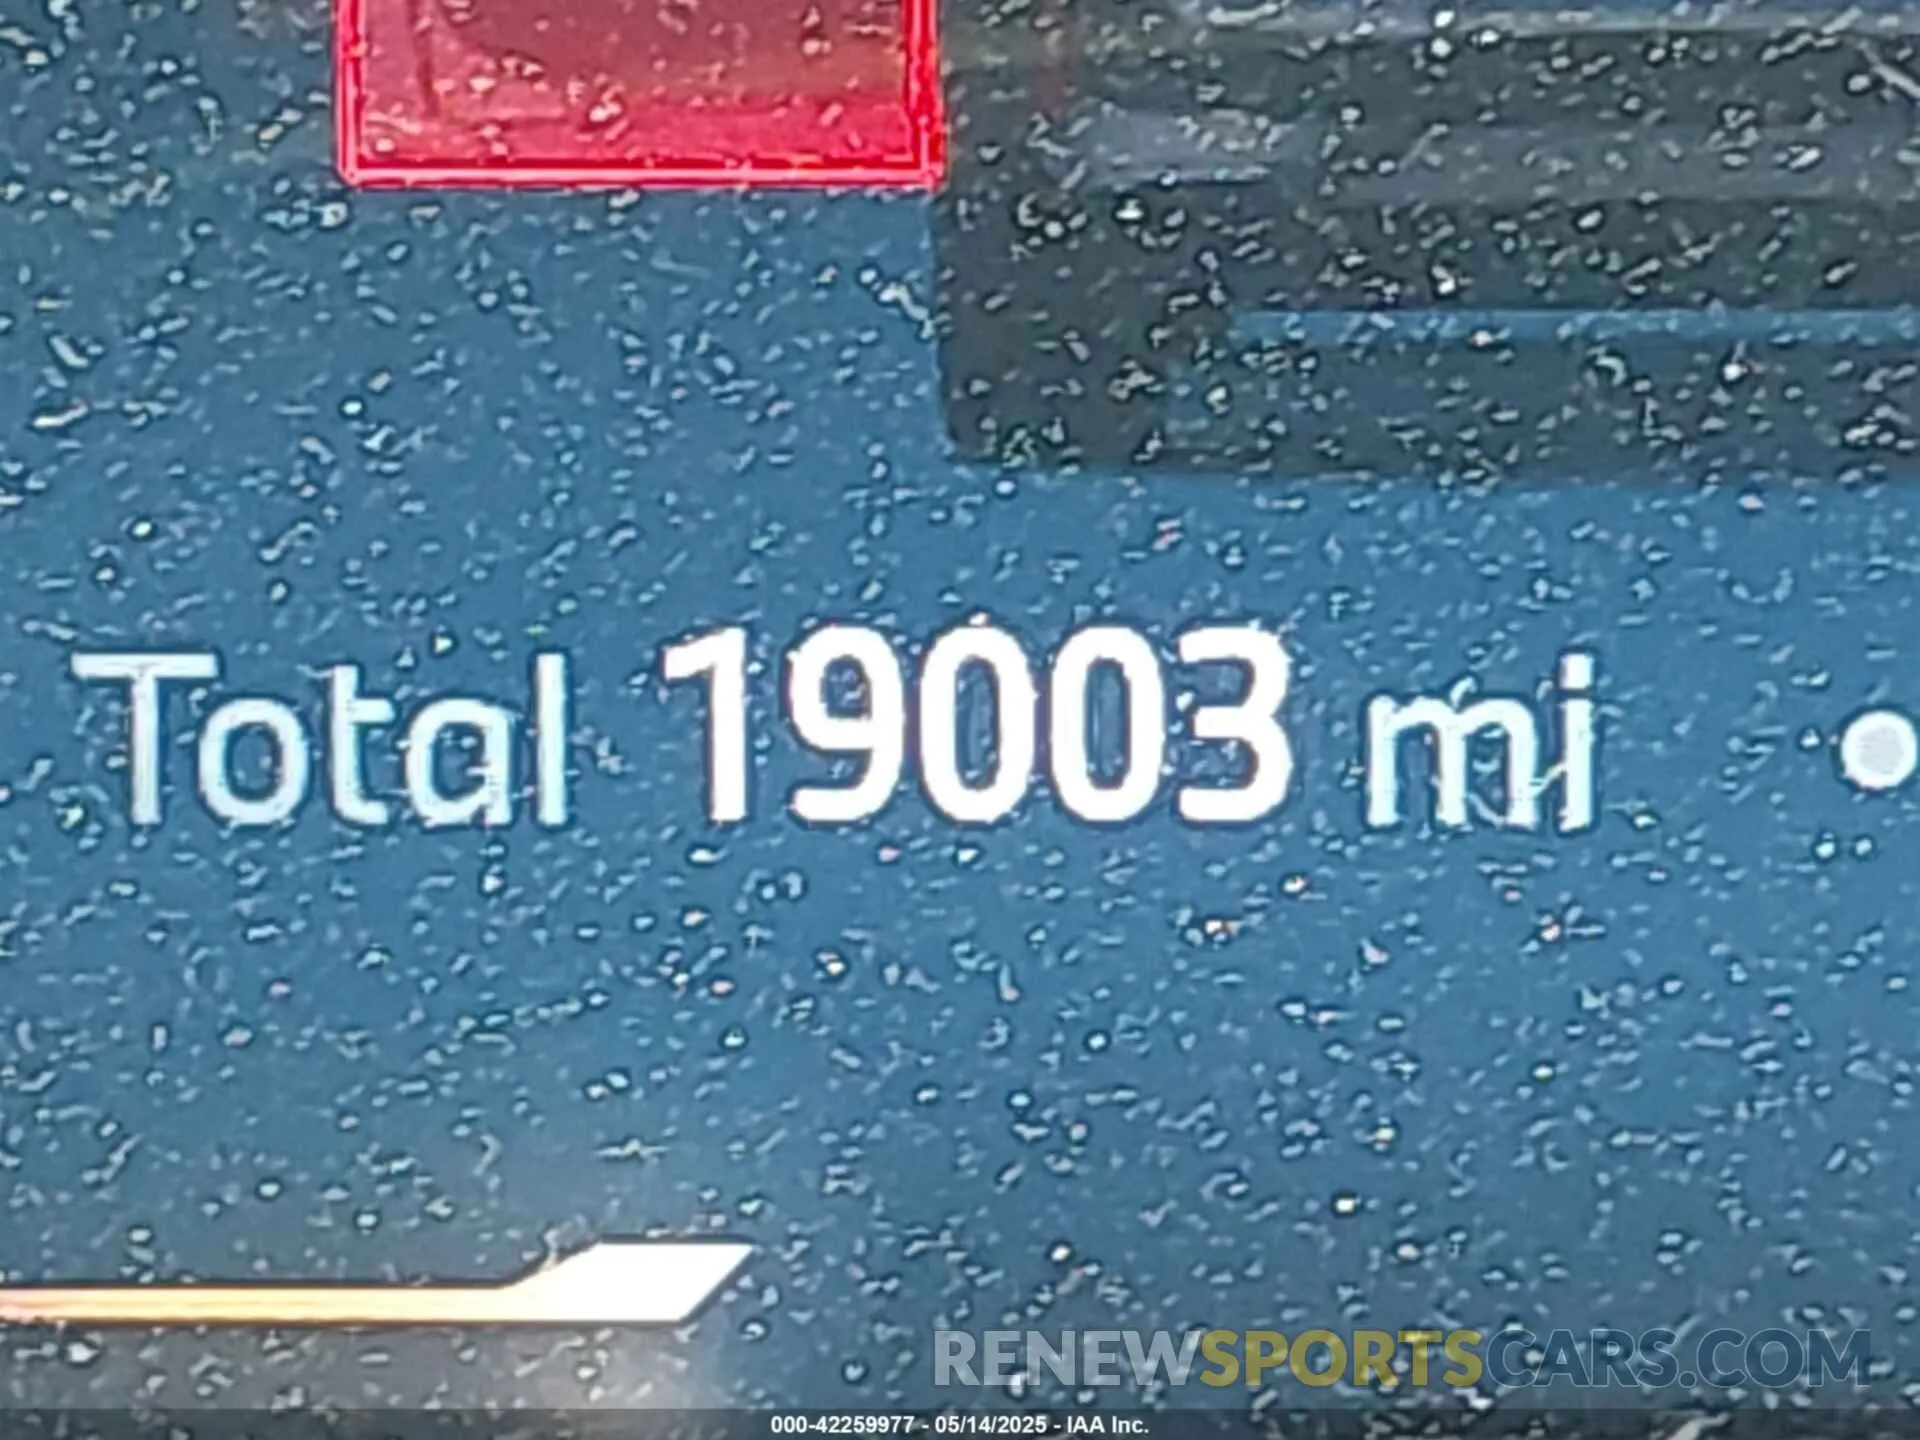 Total 19003 mi
RENEWSPORTSCARS.COM
000-42259977 - 05/14/2025 - IAA Inc.